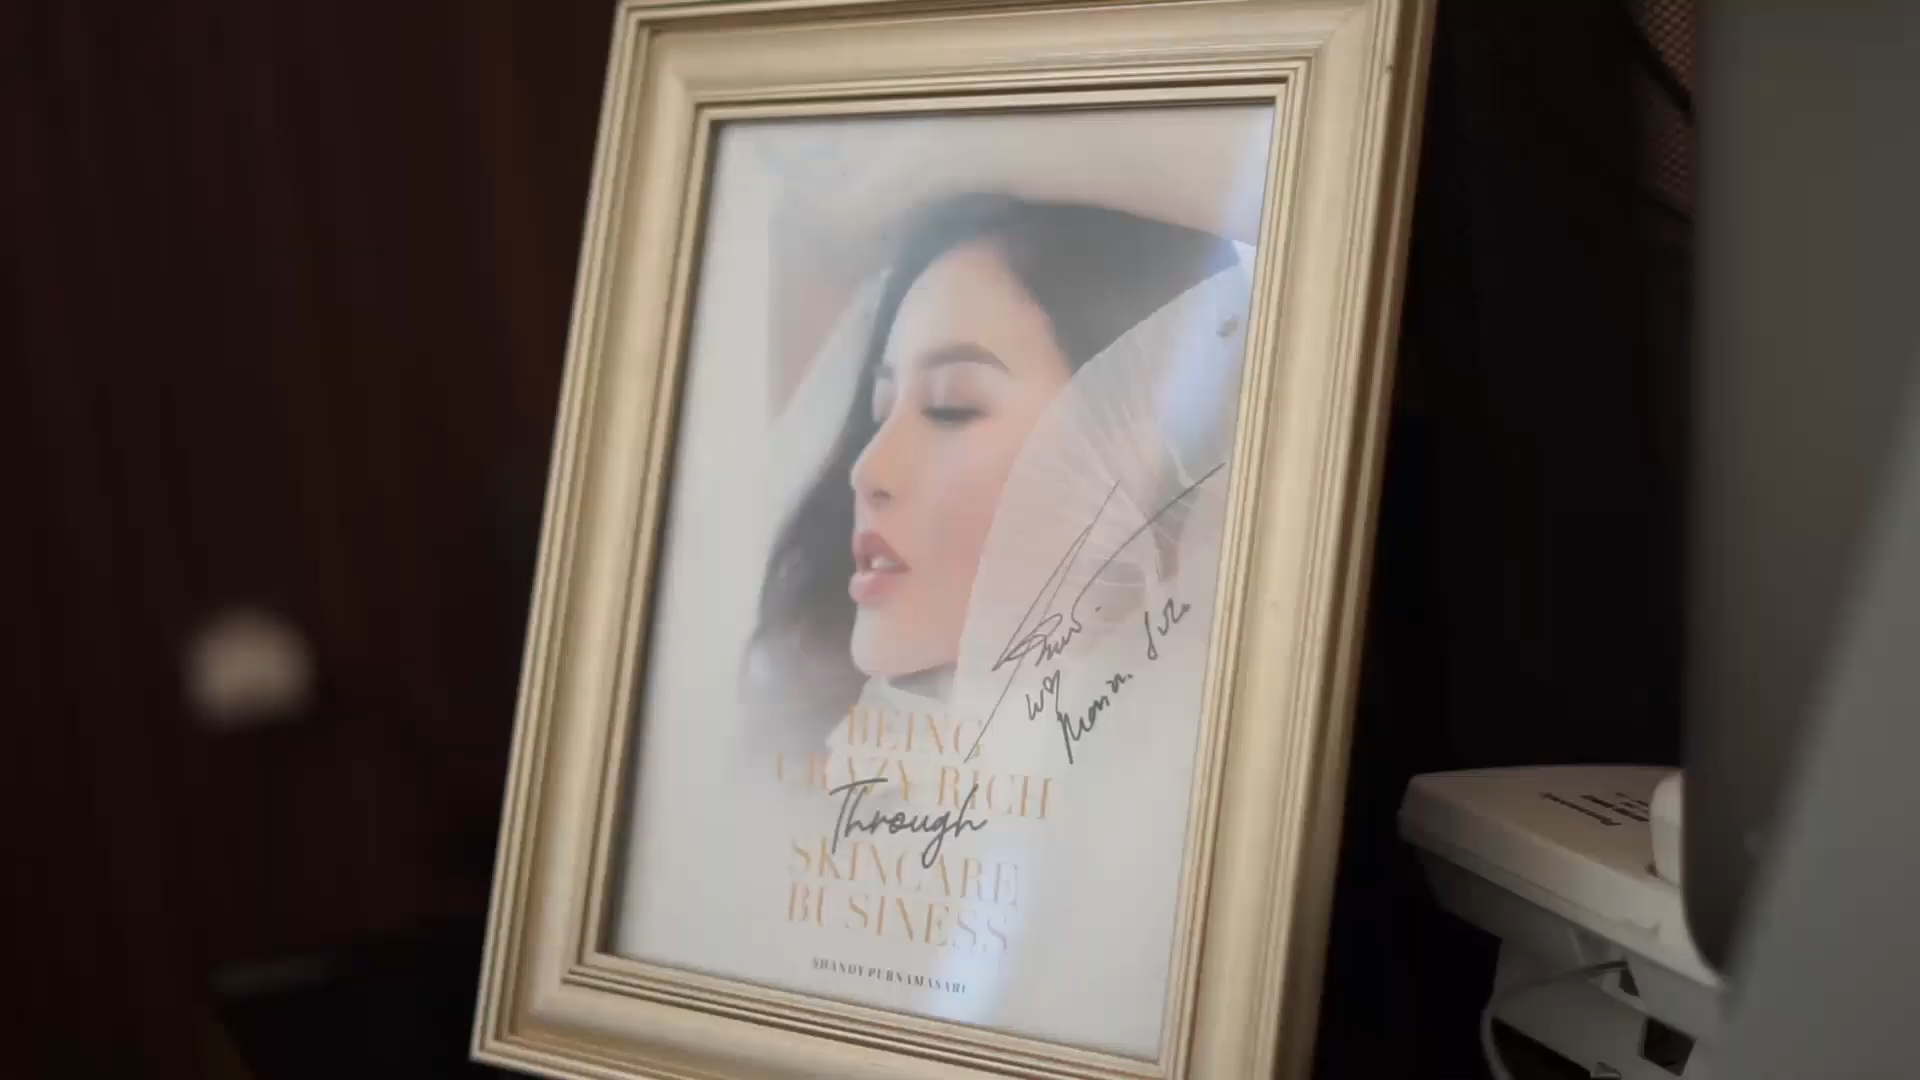 BEING
CRAZY RICH
Through
SKINCARE
BUSINESS
SHANDY PURNAMASARI